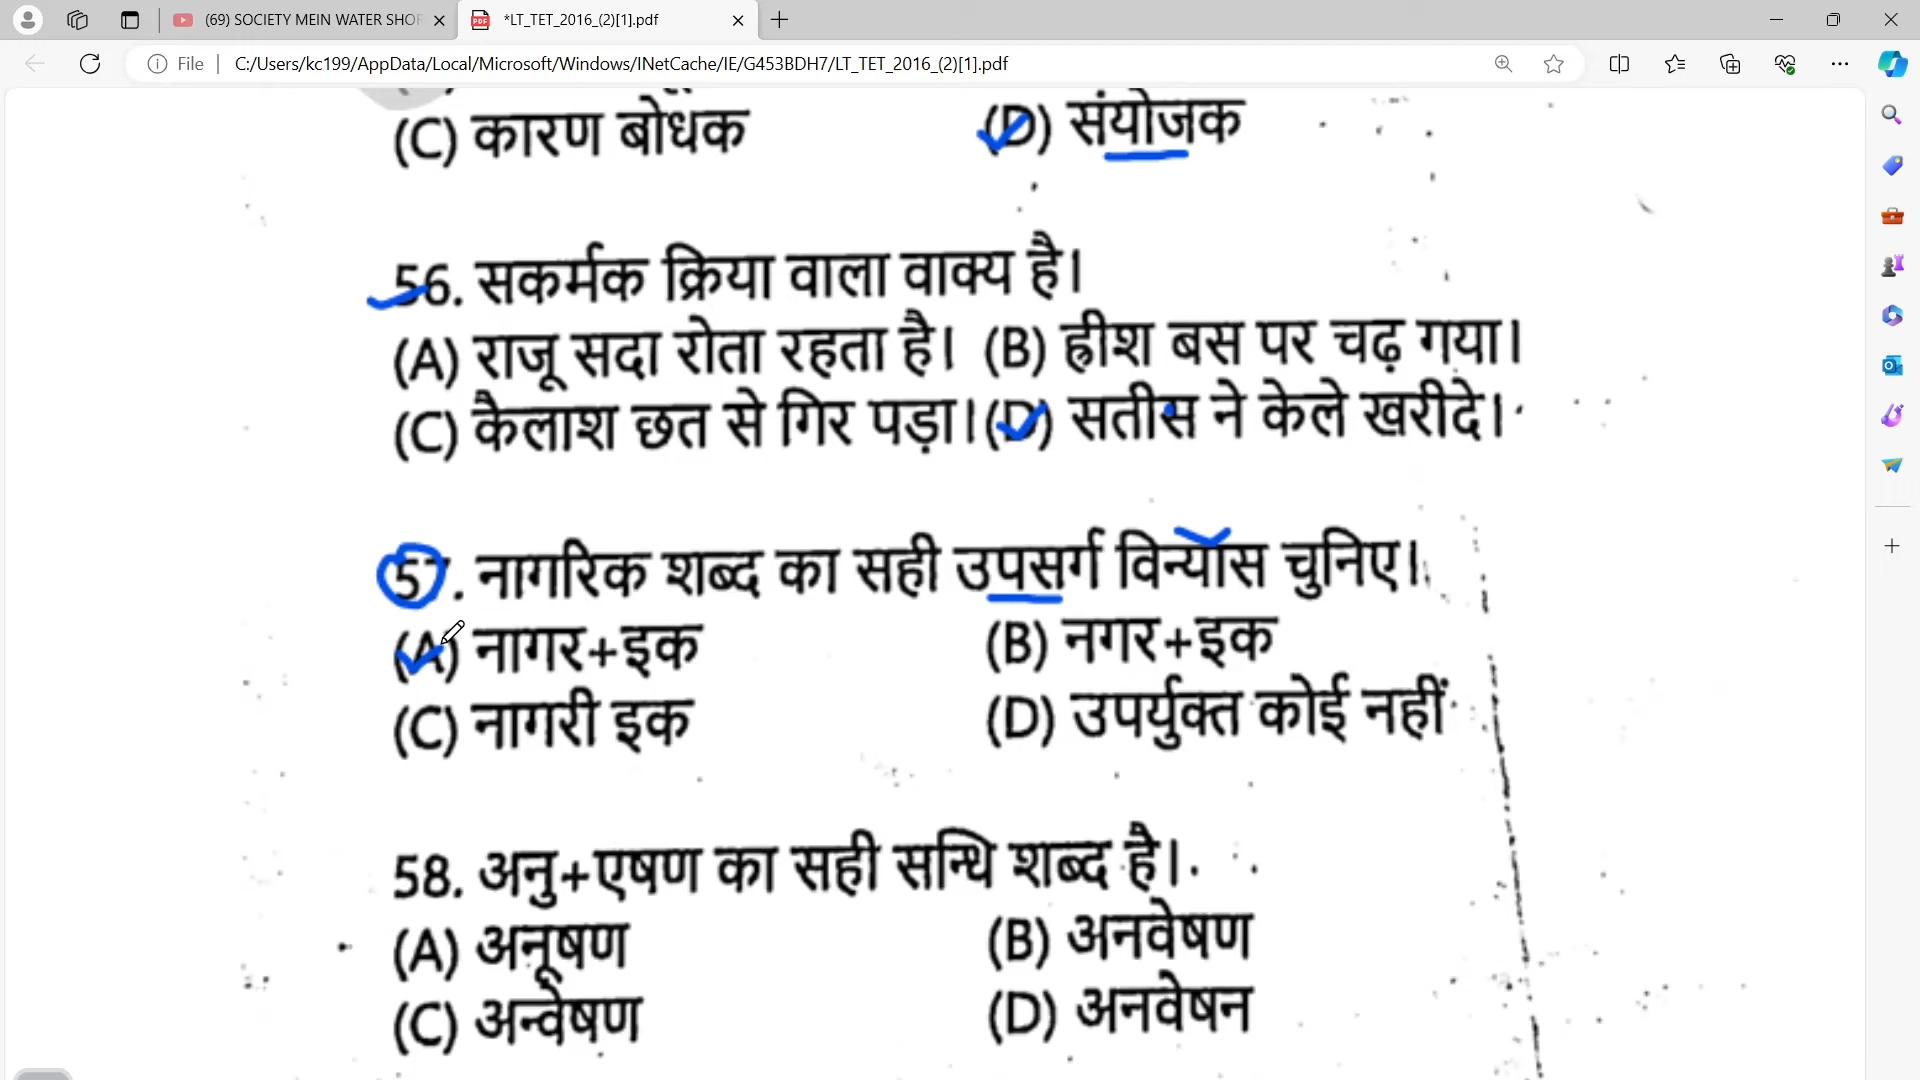 (69) SOCIETY MEIN WATER SHOR
*LT_TET_2016_(2)[1].pdf
File
C:/Users/kc199/AppData/Local/Microsoft/Windows/INetCache/IE/G453BDH7/LT_TET_2016_(2)[1].pdf
(C) कारण बोधक (D) संयोजक
56. सकर्मक क्रिया वाला वाक्य है।
(A) राजू सदा रोता रहता है। (B) ह्रीश बस पर चढ़ गया।
(C) कैलाश छत से गिर पड़ा। (D) सतीस ने केले खरीदे।
57. नागरिक शब्द का सही उपसर्ग विन्यास चुनिए।
(A) नागर+इक (B) नगर+इक
(C) नागरी इक (D) उपर्युक्त कोई नहीं
58. अनु+एषण का सही सन्धि शब्द है।
(A) अनूषण (B) अनवेषण
(C) अन्वेषण (D) अनवेषन